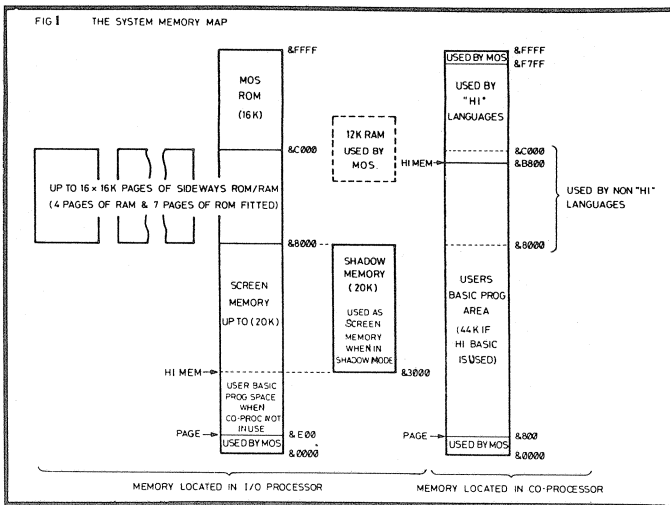 FIG 1 THE SYSTEM MEMORY MAP
&FFFF
MOS
ROM
(16K)
&C000
UP TO 16 × 16K PAGES OF SIDEWAYS ROM/RAM
(4 PAGES OF RAM & 7 PAGES OF ROM FITTED)
&8000
SCREEN
MEMORY
UP TO (20K)
HI MEM
USER BASIC
PROG SPACE
WHEN
CO-PROC NOT
IN USE
PAGE
&E00
USED BY MOS
&0000
12K RAM
USED BY
MOS.
SHADOW
MEMORY
(20K)
USED AS
SCREEN
MEMORY
WHEN IN
SHADOW MODE
&3000
&FFFF
USED BY MOS
&F7FF
USED BY
"HI"
LANGUAGES
&C000
HI MEM
&B800
USED BY NON "HI"
LANGUAGES
&8000
USERS
BASIC PROG
AREA
(44K IF
HI BASIC
IS USED)
PAGE
&800
USED BY MOS
&0000
MEMORY LOCATED IN I/O PROCESSOR
MEMORY LOCATED IN CO-PROCESSOR